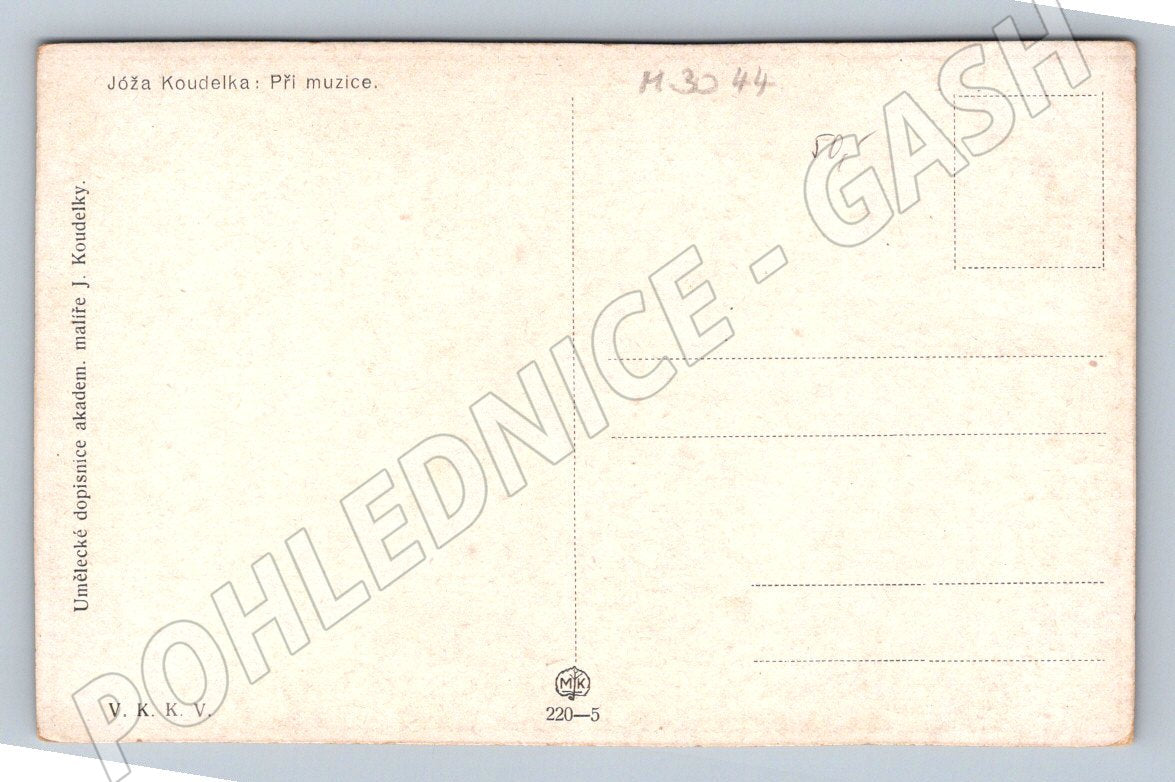 Jóža Koudelka: Při muzice.
M 30 44
50,-
Umělecké dopisnice akadem. malíře J. Koudelky.
POHLEDNICE - GASH
V. K. K. V.
MK
220—5